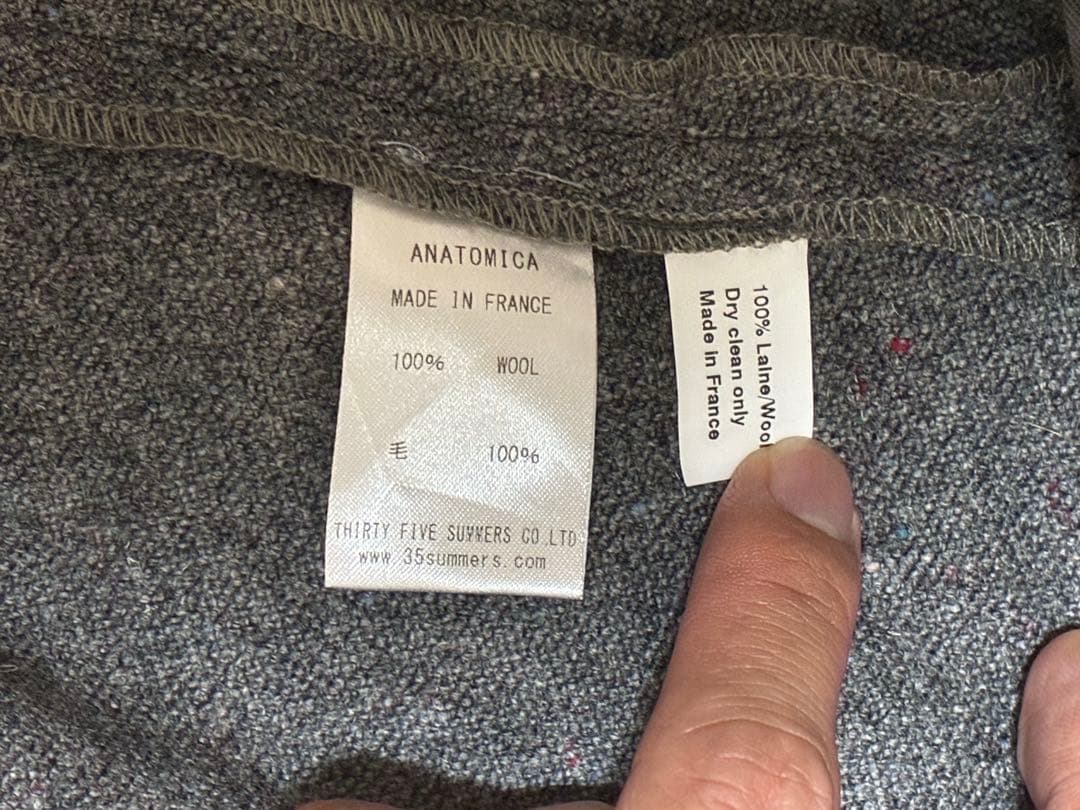 ANATOMICA
MADE IN FRANCE
100% WOOL
毛 100%
THIRTY FIVE SUMMERS CO.LTD
www.35summers.com
100% Laine/Wool
Dry clean only
Made in France